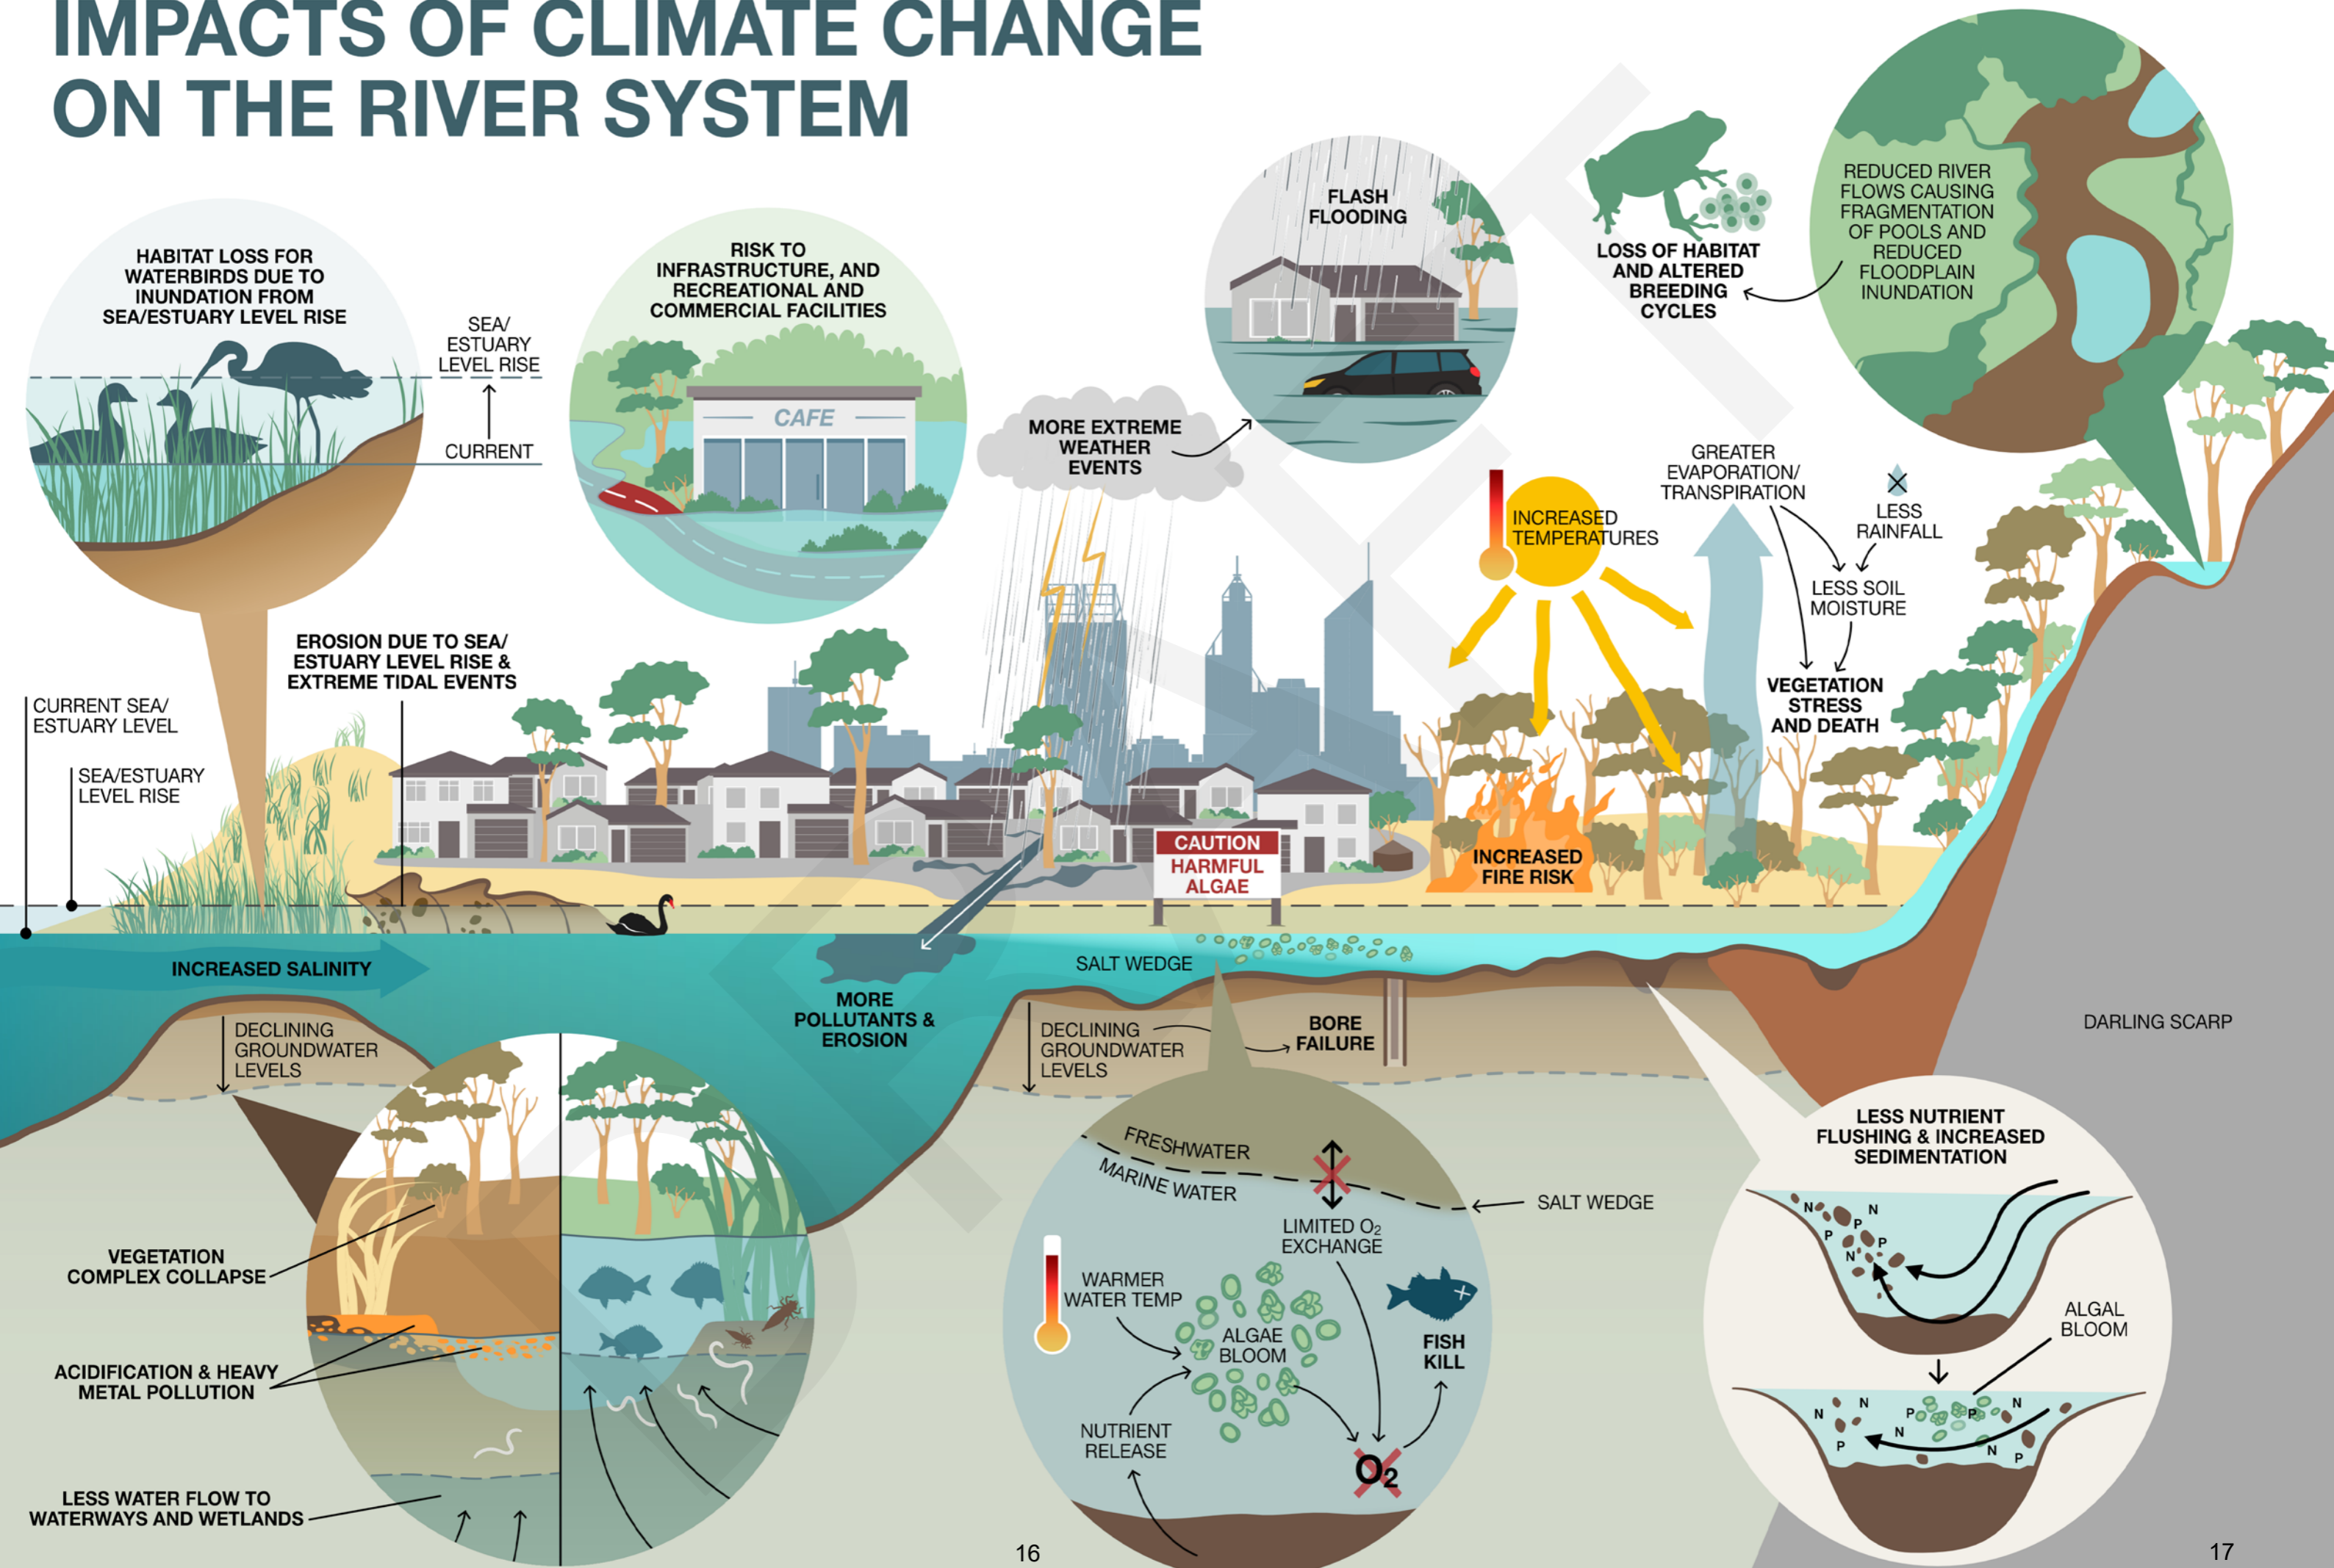 IMPACTS OF CLIMATE CHANGE
ON THE RIVER SYSTEM
HABITAT LOSS FOR
WATERBIRDS DUE TO
INUNDATION FROM
SEA/ESTUARY LEVEL RISE
SEA/
ESTUARY
LEVEL RISE
CURRENT
RISK TO
INFRASTRUCTURE, AND
RECREATIONAL AND
COMMERCIAL FACILITIES
CAFE
FLASH
FLOODING
MORE EXTREME
WEATHER
EVENTS
LOSS OF HABITAT
AND ALTERED
BREEDING
CYCLES
REDUCED RIVER
FLOWS CAUSING
FRAGMENTATION
OF POOLS AND
REDUCED
FLOODPLAIN
INUNDATION
INCREASED
TEMPERATURES
GREATER
EVAPORATION/
TRANSPIRATION
LESS
RAINFALL
LESS SOIL
MOISTURE
VEGETATION
STRESS
AND DEATH
EROSION DUE TO SEA/
ESTUARY LEVEL RISE &
EXTREME TIDAL EVENTS
CURRENT SEA/
ESTUARY LEVEL
SEA/ESTUARY
LEVEL RISE
CAUTION
HARMFUL
ALGAE
INCREASED
FIRE RISK
INCREASED SALINITY
SALT WEDGE
MORE
POLLUTANTS &
EROSION
DECLINING
GROUNDWATER
LEVELS
DECLINING
GROUNDWATER
LEVELS
BORE
FAILURE
DARLING SCARP
VEGETATION
COMPLEX COLLAPSE
ACIDIFICATION & HEAVY
METAL POLLUTION
LESS WATER FLOW TO
WATERWAYS AND WETLANDS
FRESHWATER
MARINE WATER
SALT WEDGE
LIMITED O₂
EXCHANGE
WARMER
WATER TEMP
ALGAE
BLOOM
FISH
KILL
NUTRIENT
RELEASE
O₂
LESS NUTRIENT
FLUSHING & INCREASED
SEDIMENTATION
N
N
P
P
P
N
ALGAL
BLOOM
N
N
P
P
N
N
P
N
P
16
17
DRAFT